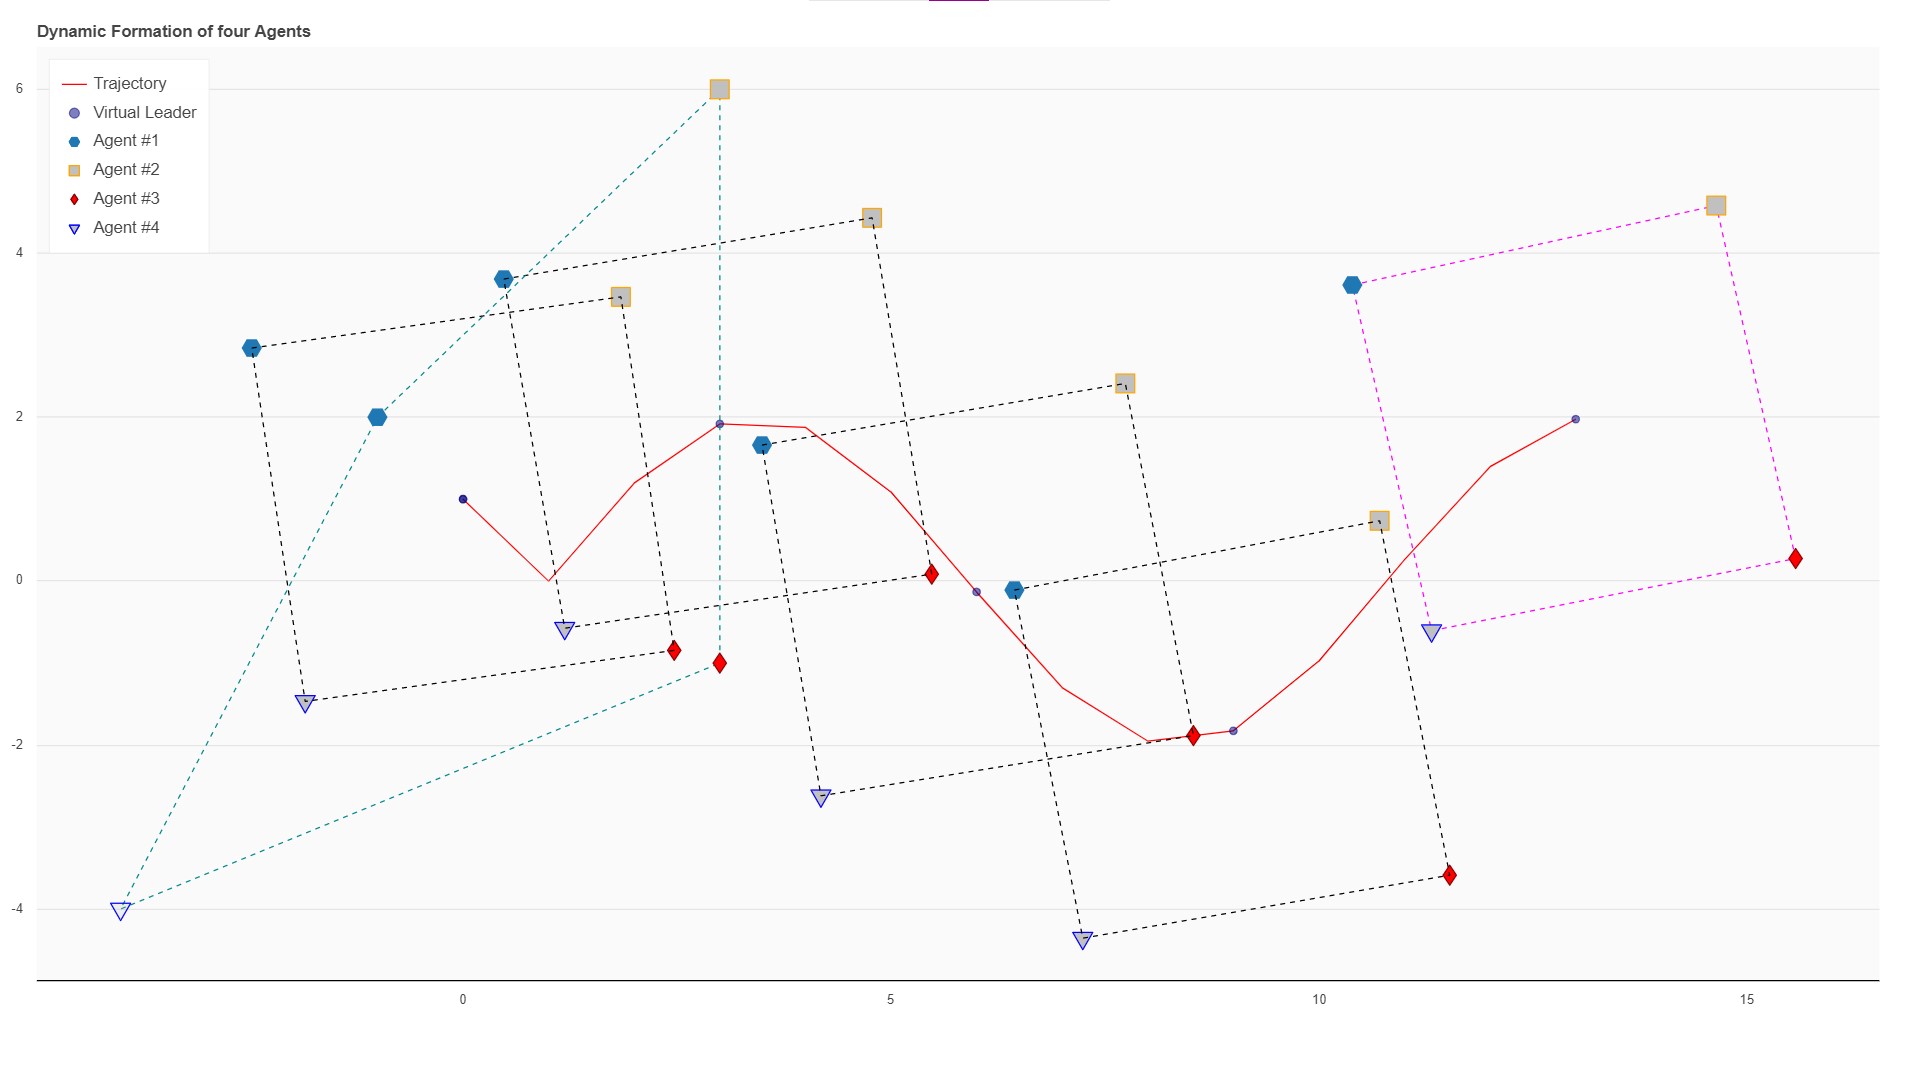 Dynamic Formation of four Agents
Trajectory
Virtual Leader
Agent #1
Agent #2
Agent #3
Agent #4
6
4
2
0
-2
-4
0
5
10
15